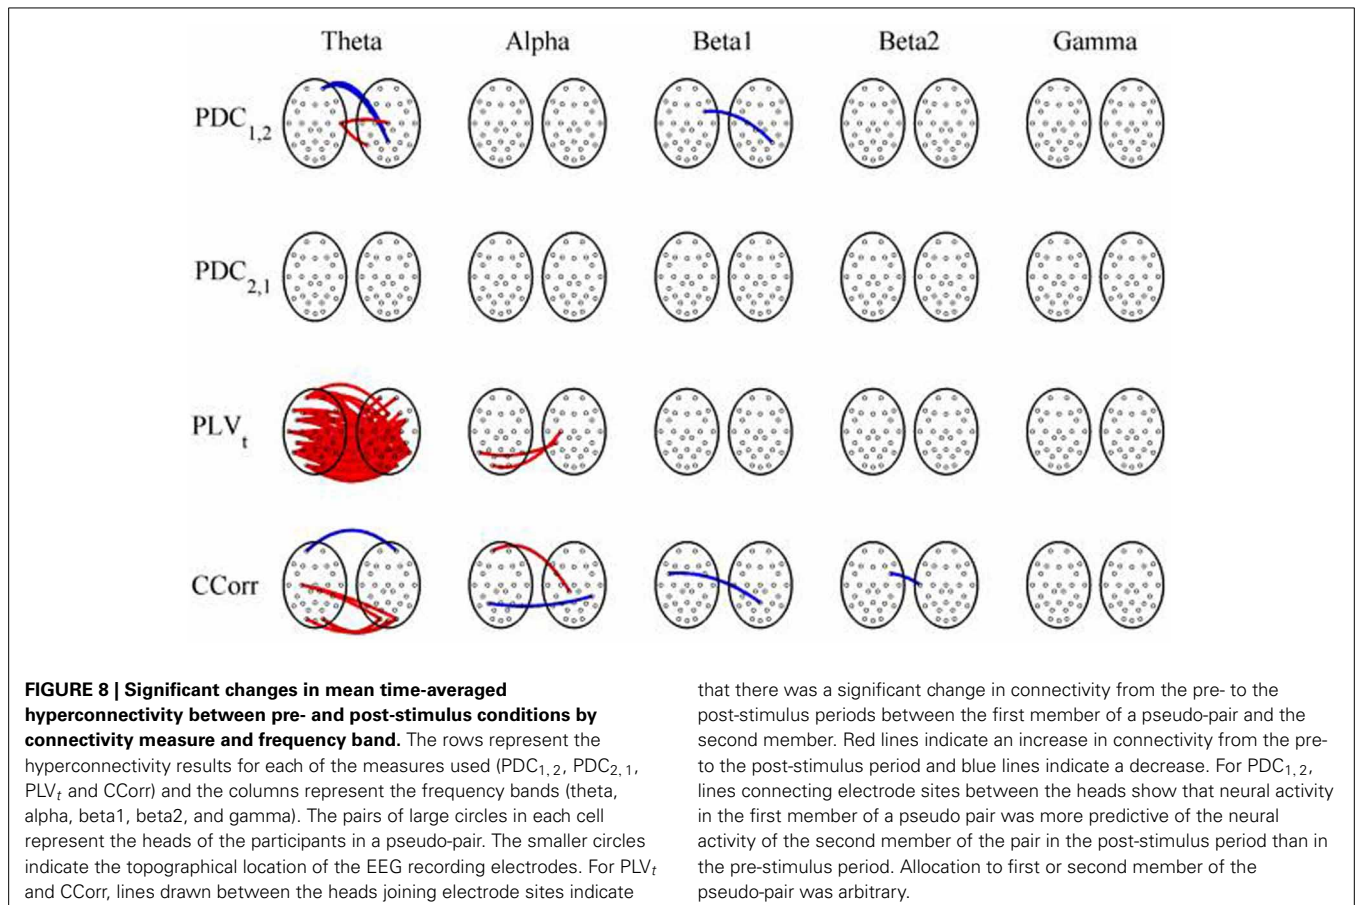 Theta Alpha Beta1 Beta2 Gamma
PDC1,2
PDC2,1
PLVt
CCorr
FIGURE 8 | Significant changes in mean time-averaged
hyperconnectivity between pre- and post-stimulus conditions by
connectivity measure and frequency band. The rows represent the
hyperconnectivity results for each of the measures used (PDC1, 2, PDC2, 1,
PLVt and CCorr) and the columns represent the frequency bands (theta,
alpha, beta1, beta2, and gamma). The pairs of large circles in each cell
represent the heads of the participants in a pseudo-pair. The smaller circles
indicate the topographical location of the EEG recording electrodes. For PLVt
and CCorr, lines drawn between the heads joining electrode sites indicate
that there was a significant change in connectivity from the pre- to the
post-stimulus periods between the first member of a pseudo-pair and the
second member. Red lines indicate an increase in connectivity from the pre-
to the post-stimulus period and blue lines indicate a decrease. For PDC1, 2,
lines connecting electrode sites between the heads show that neural activity
in the first member of a pseudo pair was more predictive of the neural
activity of the second member of the pair in the post-stimulus period than in
the pre-stimulus period. Allocation to first or second member of the
pseudo-pair was arbitrary.